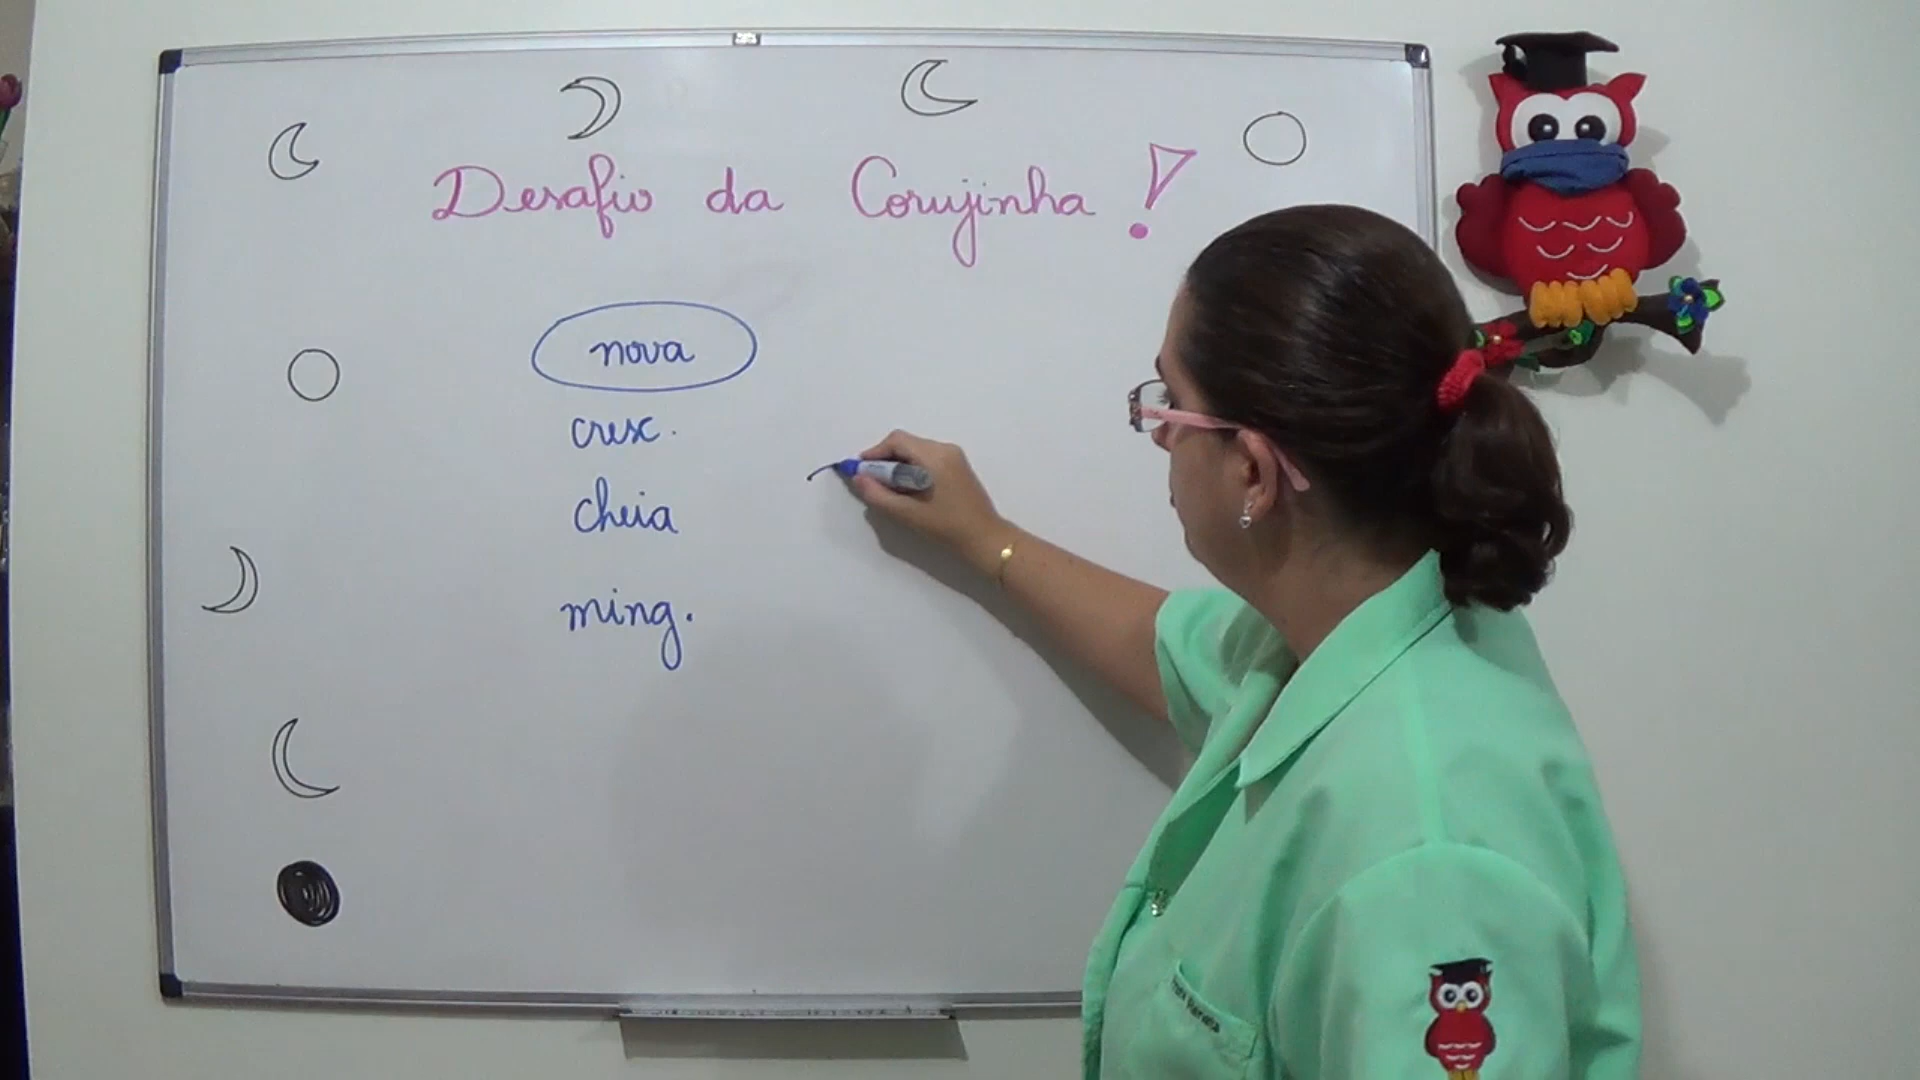 Desafio da Corujinha!
nova
cresc.
cheia
ming.